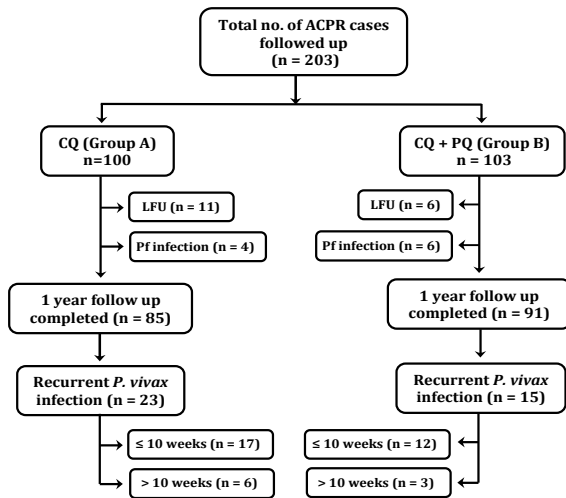 Total no. of ACPR cases
followed up
(n = 203)
CQ (Group A)
n=100
CQ + PQ (Group B)
n = 103
LFU (n = 11)
LFU (n = 6)
Pf infection (n = 4)
Pf infection (n = 6)
1 year follow up
completed (n = 85)
1 year follow up
completed (n = 91)
Recurrent P. vivax
infection (n = 23)
Recurrent P. vivax
infection (n = 15)
≤ 10 weeks (n = 17)
≤ 10 weeks (n = 12)
> 10 weeks (n = 6)
> 10 weeks (n = 3)